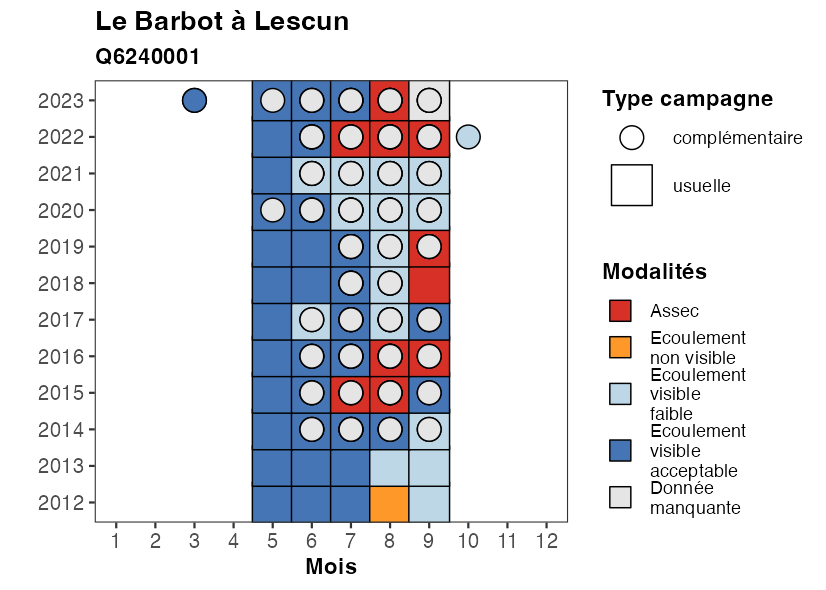 Le Barbot à Lescun
Q6240001
2023
2022
2021
2020
2019
2018
2017
2016
2015
2014
2013
2012
1 2 3 4 5 6 7 8 9 10 11 12
Mois
Type campagne
complémentaire
usuelle
Modalités
Assec
Ecoulement
non visible
Ecoulement
visible
faible
Ecoulement
visible
acceptable
Donnée
manquante